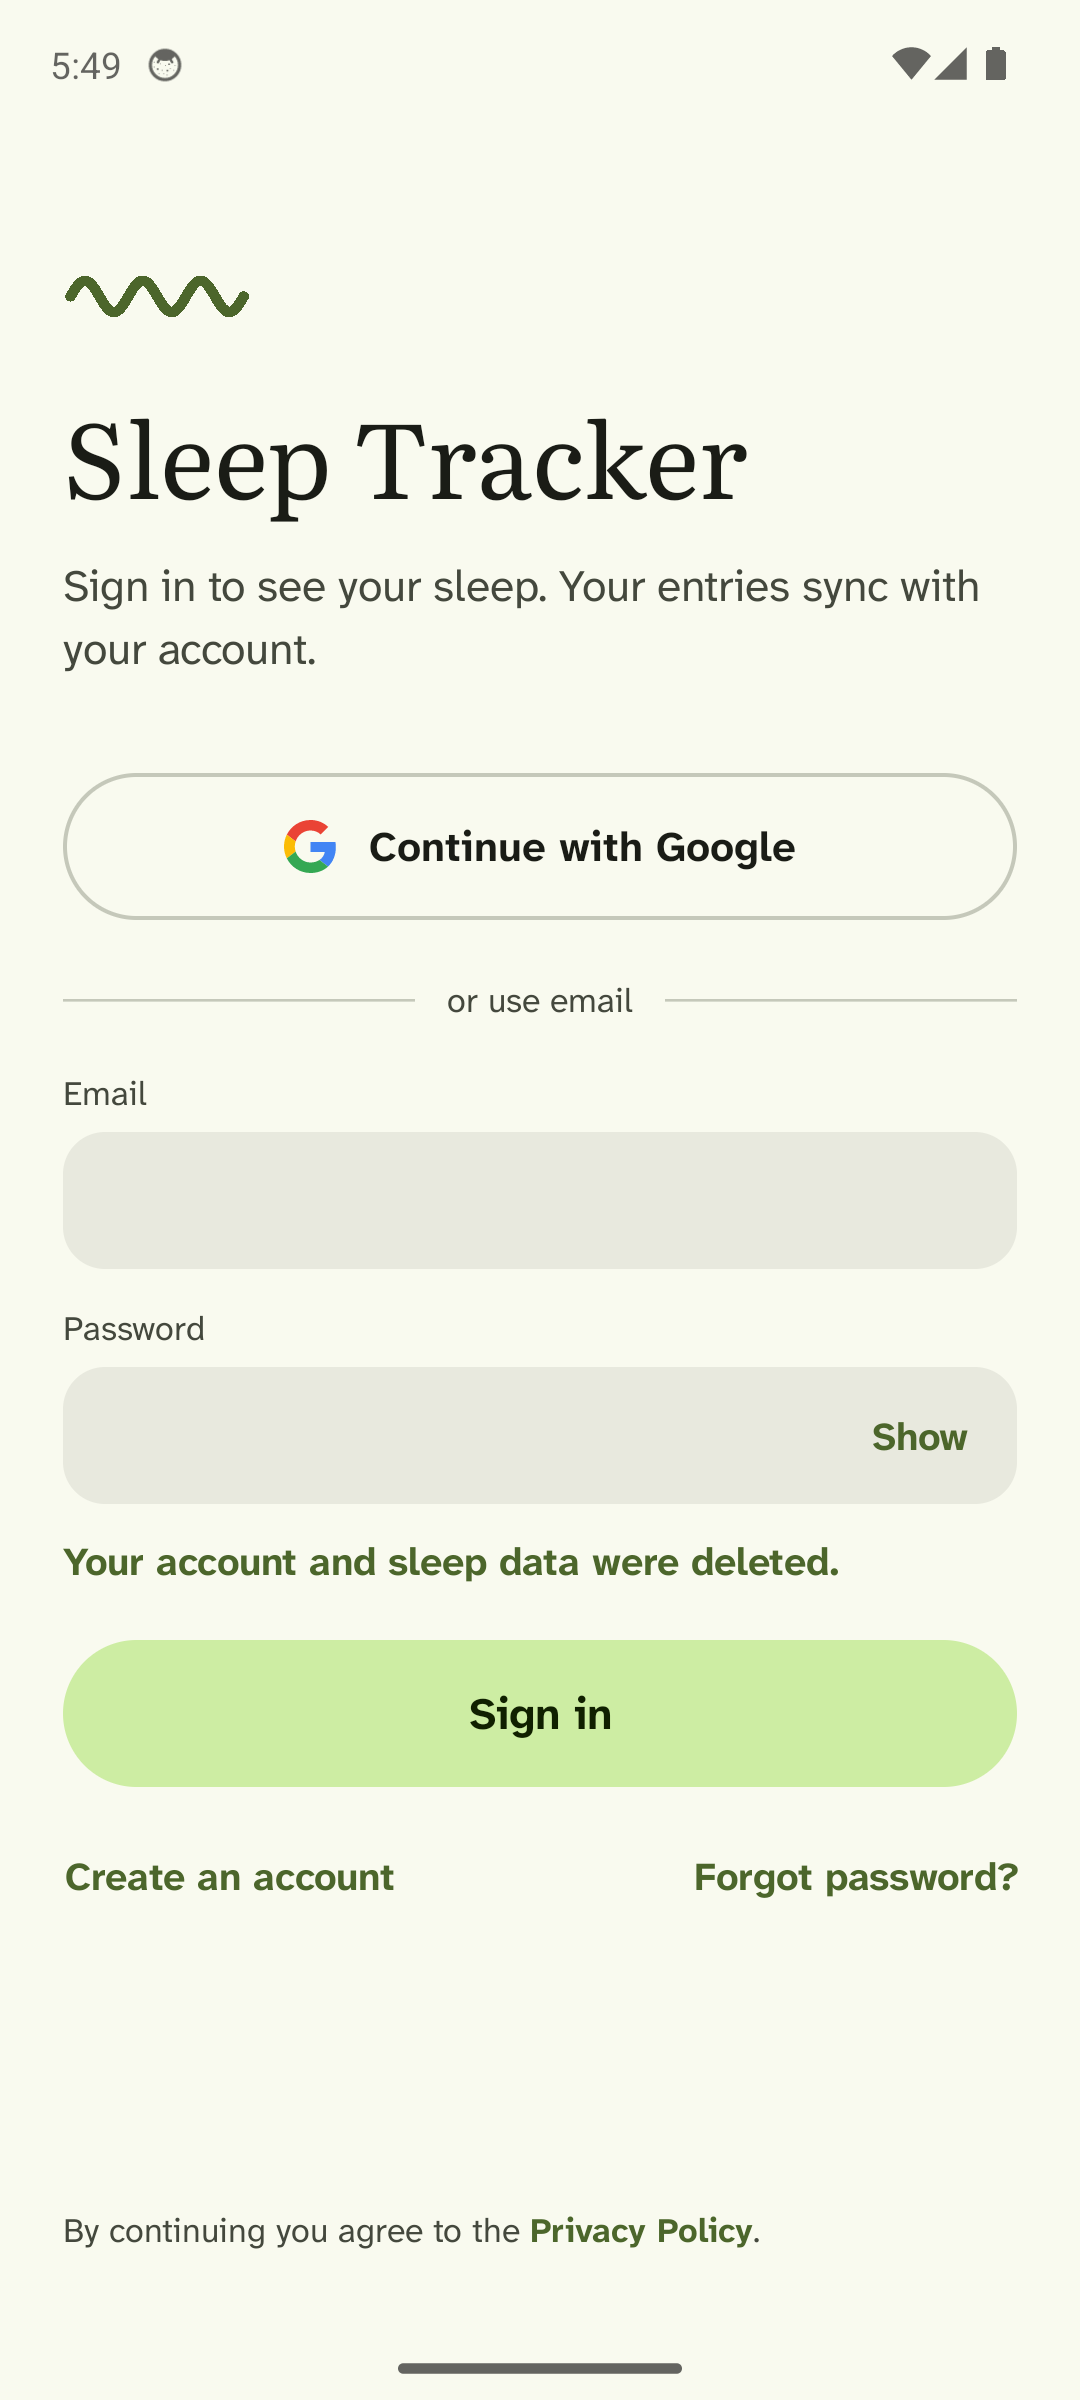 5:49
Sleep Tracker
Sign in to see your sleep. Your entries sync with
your account.
Continue with Google
or use email
Email
Password
Show
Your account and sleep data were deleted.
Sign in
Create an account
Forgot password?
By continuing you agree to the Privacy Policy.